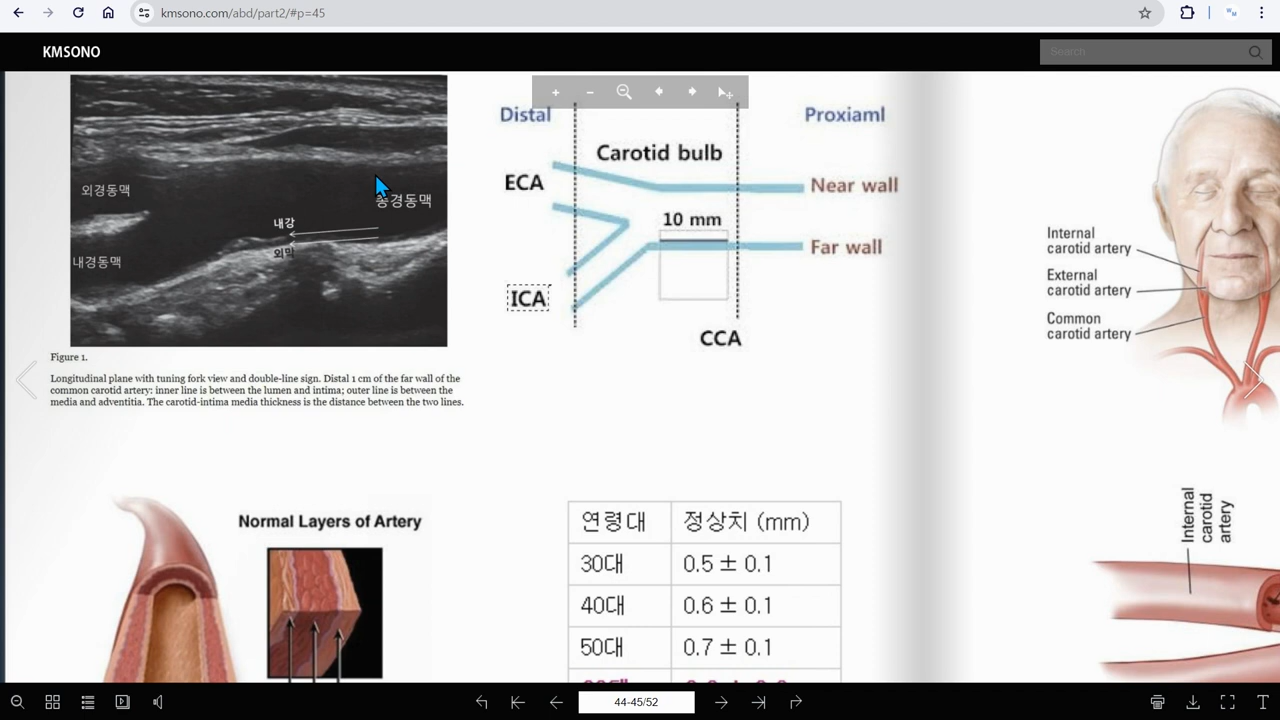 kmsono.com/abd/part2/#p=45
KMSONO
Search
외경동맥
총경동맥
내강
외막
내경동맥
Figure 1.
Longitudinal plane with tuning fork view and double-line sign. Distal 1 cm of the far wall of the
common carotid artery: inner line is between the lumen and intima; outer line is between the
media and adventitia. The carotid-intima media thickness is the distance between the two lines.
Distal
Proxiaml
Carotid bulb
ECA
Near wall
10 mm
Far wall
ICA
CCA
Internal
carotid artery
External
carotid artery
Common
carotid artery
Normal Layers of Artery
연령대 정상치 (mm)
30대 0.5 ± 0.1
40대 0.6 ± 0.1
50대 0.7 ± 0.1
Internal
carotid
artery
44-45/52